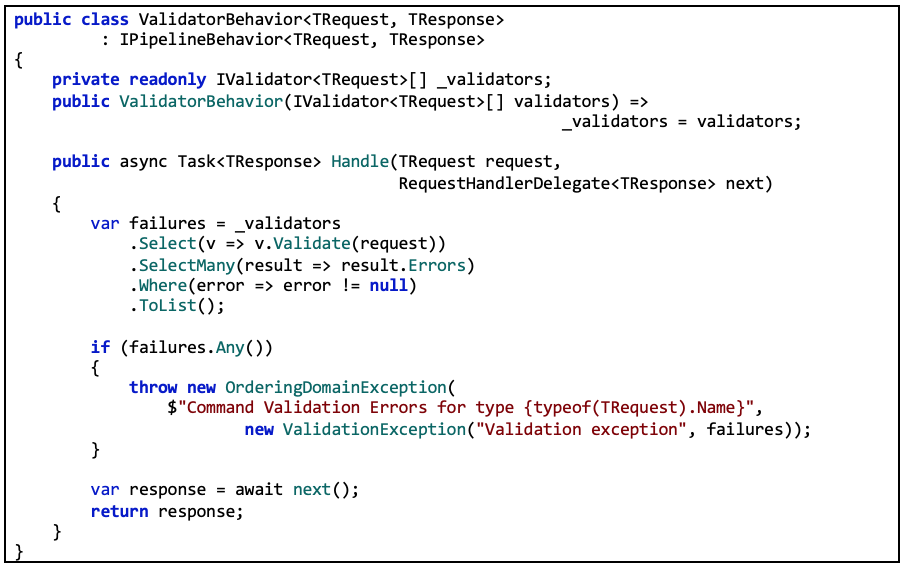 public class ValidatorBehavior<TRequest, TResponse>
         : IPipelineBehavior<TRequest, TResponse>
{
    private readonly IValidator<TRequest>[] _validators;
    public ValidatorBehavior(IValidator<TRequest>[] validators) =>
                                                         _validators = validators;

    public async Task<TResponse> Handle(TRequest request,
                                        RequestHandlerDelegate<TResponse> next)
    {
        var failures = _validators
            .Select(v => v.Validate(request))
            .SelectMany(result => result.Errors)
            .Where(error => error != null)
            .ToList();

        if (failures.Any())
        {
            throw new OrderingDomainException(
                $"Command Validation Errors for type {typeof(TRequest).Name}",
                        new ValidationException("Validation exception", failures));
        }

        var response = await next();
        return response;
    }
}